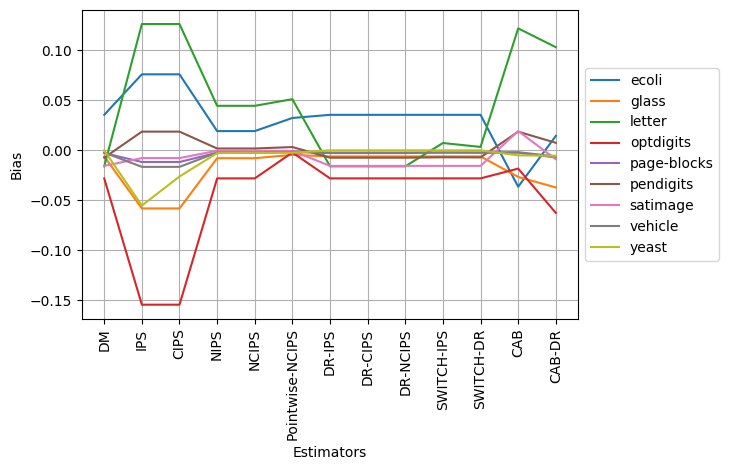 0.10
0.05
0.00
−0.05
−0.10
−0.15
Bias
DM
IPS
CIPS
NIPS
NCIPS
Pointwise-NCIPS
DR-IPS
DR-CIPS
DR-NCIPS
SWITCH-IPS
SWITCH-DR
CAB
CAB-DR
Estimators
ecoli
glass
letter
optdigits
page-blocks
pendigits
satimage
vehicle
yeast